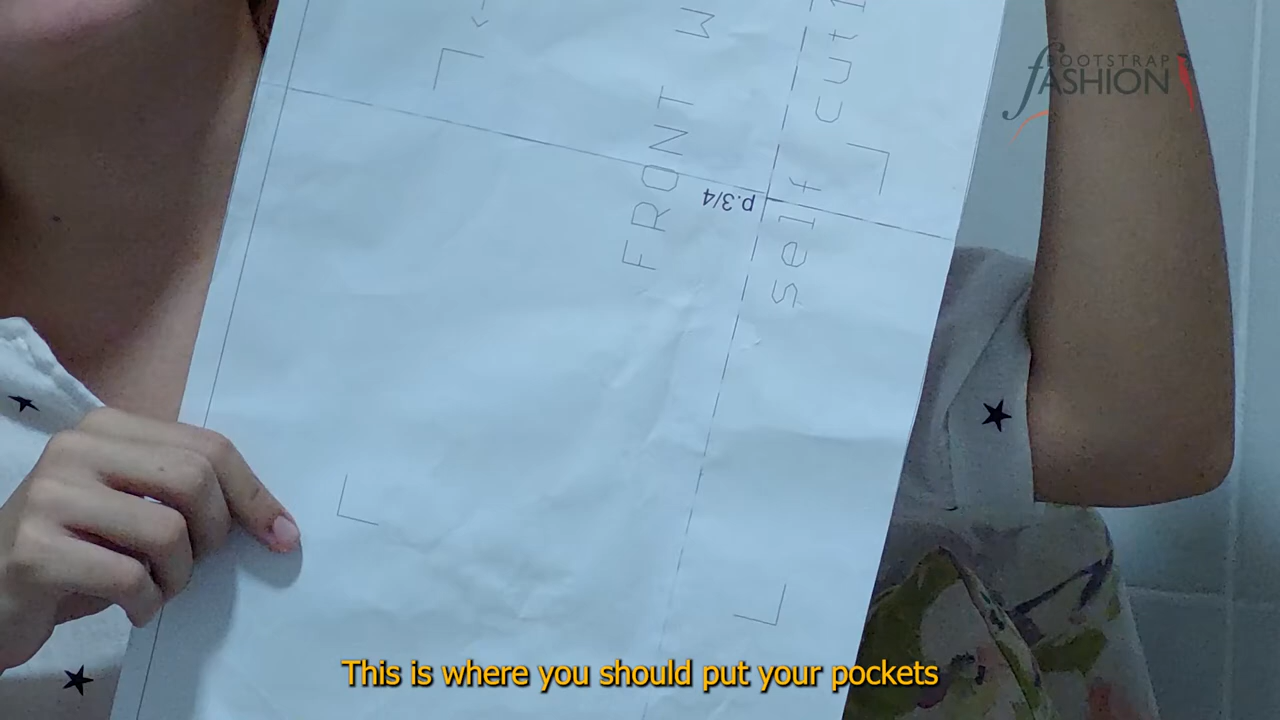 BOOTSTRAP
fASHION
FRONT
self cut
p.3/4
This is where you should put your pockets